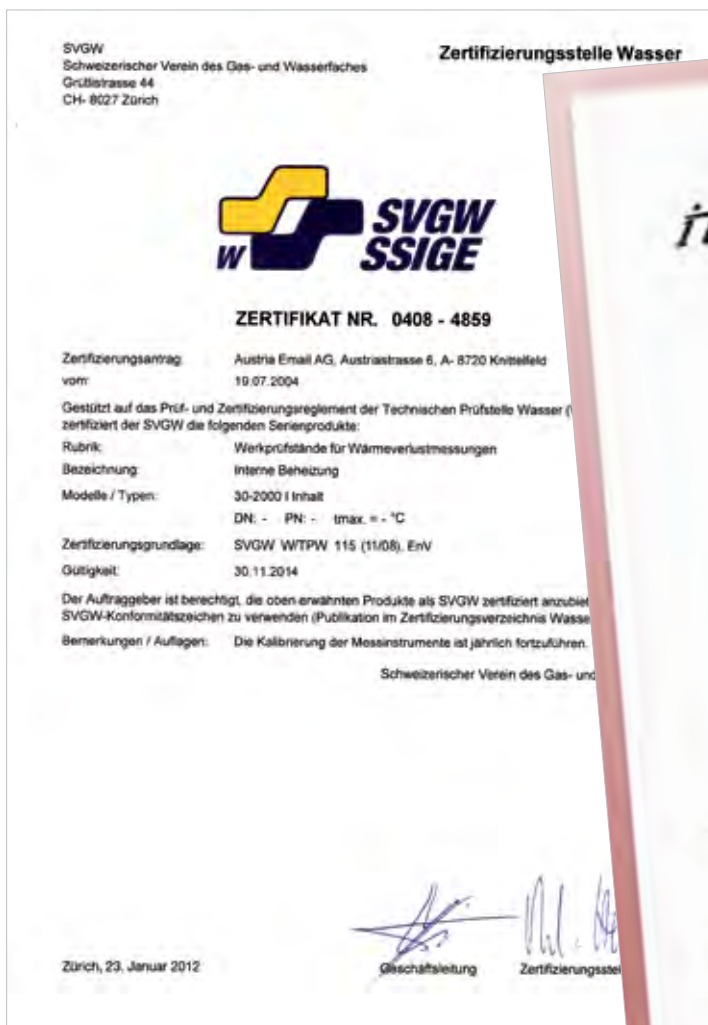 SVGW
Schweizerischer Verein des Gas- und Wasserfaches
Grütlistrasse 44
CH- 8027 Zürich
Zertifizierungsstelle Wasser
W
SVGW
SSIGE
ZERTIFIKAT NR. 0408 - 4859
Zertifizierungsantrag: Austria Email AG, Austriastrasse 6, A- 8720 Knittelfeld
vom: 19.07.2004
Gestützt auf das Prüf- und Zertifizierungsreglement der Technischen Prüfstelle Wasser (
zertifiziert der SVGW die folgenden Serienprodukte:
Rubrik: Werkprüfstände für Wärmeverlustmessungen
Bezeichnung: Interne Beheizung
Modelle / Typen: 30-2000 l Inhalt
DN: - PN: - tmax. = - °C
Zertifizierungsgrundlage: SVGW W/TPW 115 (11/08), EnV
Gültigkeit: 30.11.2014
Der Auftraggeber ist berechtigt, die oben erwähnten Produkte als SVGW zertifiziert anzubiet
SVGW-Konformitätszeichen zu verwenden (Publikation im Zertifizierungsverzeichnis Wasse
Bemerkungen / Auflagen: Die Kalibrierung der Messinstrumente ist jährlich fortzuführen.
Schweizerischer Verein des Gas- und
Zürich, 23. Januar 2012
Geschäftsleitung Zertifizierungsstel